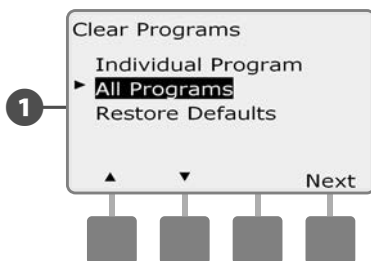 Clear Programs
Individual Program
► All Programs
Restore Defaults
1
▲ ▼ Next